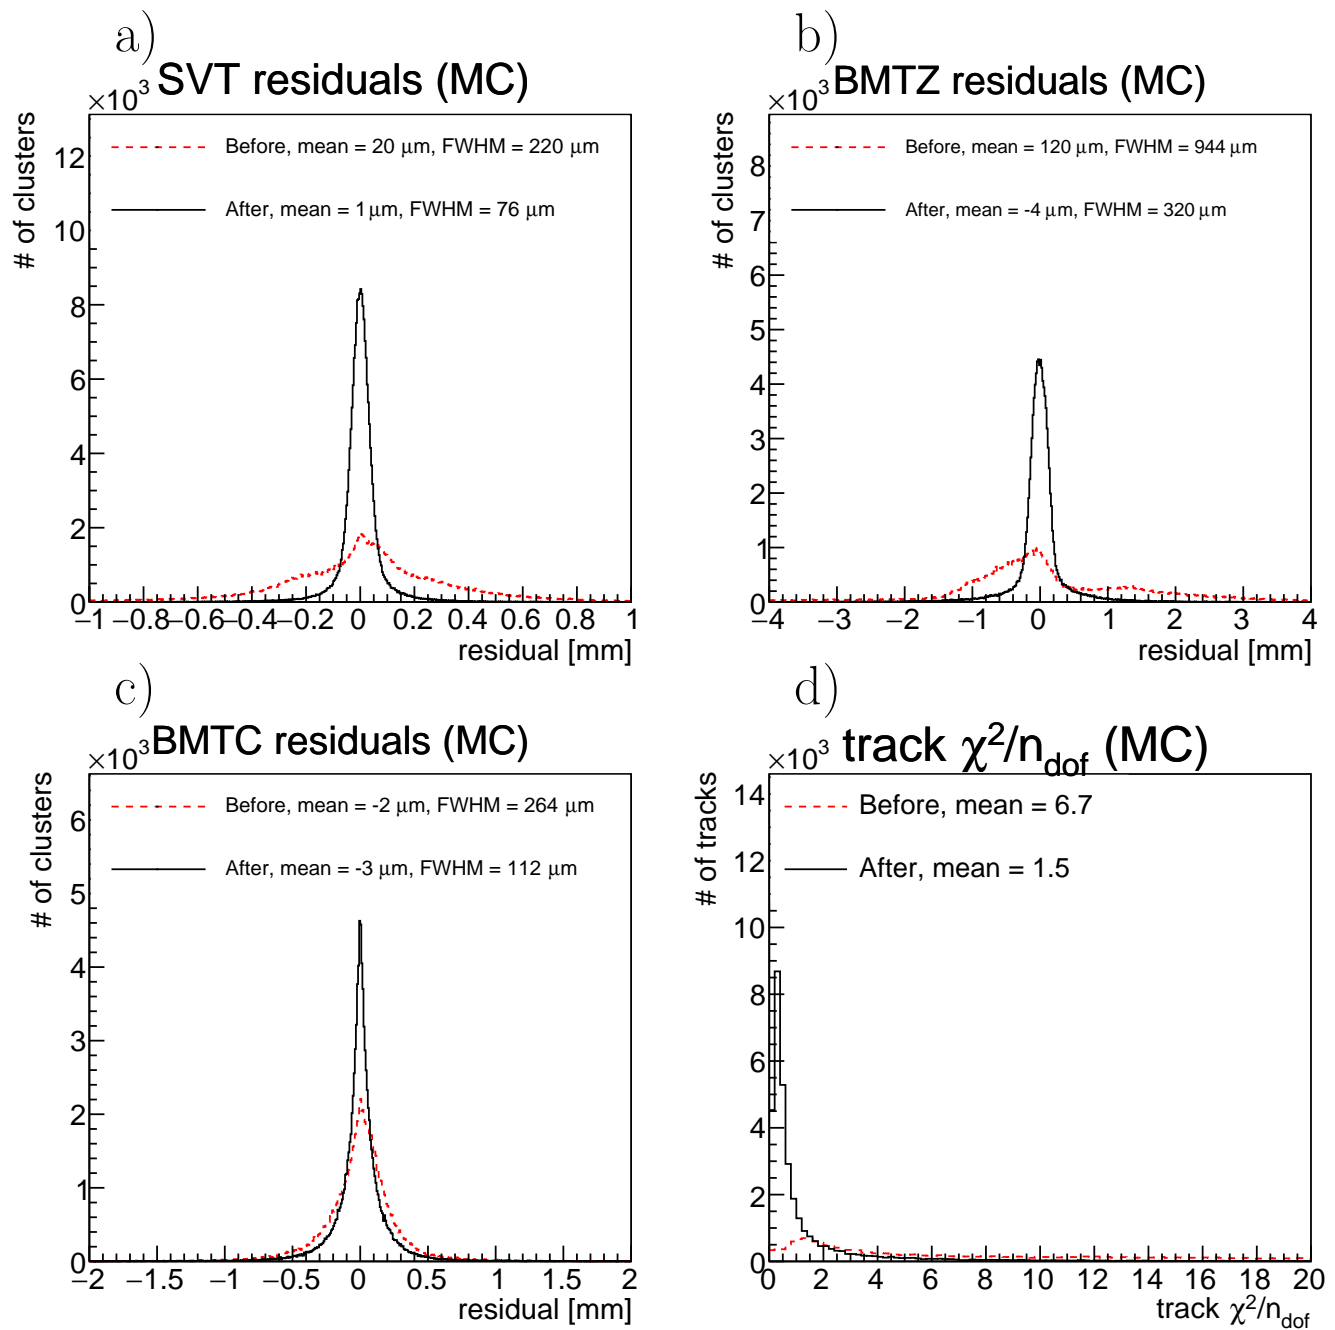 a)
SVT residuals (MC)
×10³
# of clusters
Before, mean = 20 μm, FWHM = 220 μm
After, mean = 1 μm, FWHM = 76 μm
12
10
8
6
4
2
0
−1 −0.8 −0.6 −0.4 −0.2 0 0.2 0.4 0.6 0.8 1
residual [mm]
b)
BMTZ residuals (MC)
×10³
# of clusters
Before, mean = 120 μm, FWHM = 944 μm
After, mean = -4 μm, FWHM = 320 μm
8
7
6
5
4
3
2
1
0
−4 −3 −2 −1 0 1 2 3 4
residual [mm]
c)
BMTC residuals (MC)
×10³
# of clusters
Before, mean = -2 μm, FWHM = 264 μm
After, mean = -3 μm, FWHM = 112 μm
6
5
4
3
2
1
0
−2 −1.5 −1 −0.5 0 0.5 1 1.5 2
residual [mm]
d)
track χ²/n_dof (MC)
×10³
# of tracks
Before, mean = 6.7
After, mean = 1.5
14
12
10
8
6
4
2
0
0 2 4 6 8 10 12 14 16 18 20
track χ²/n_dof